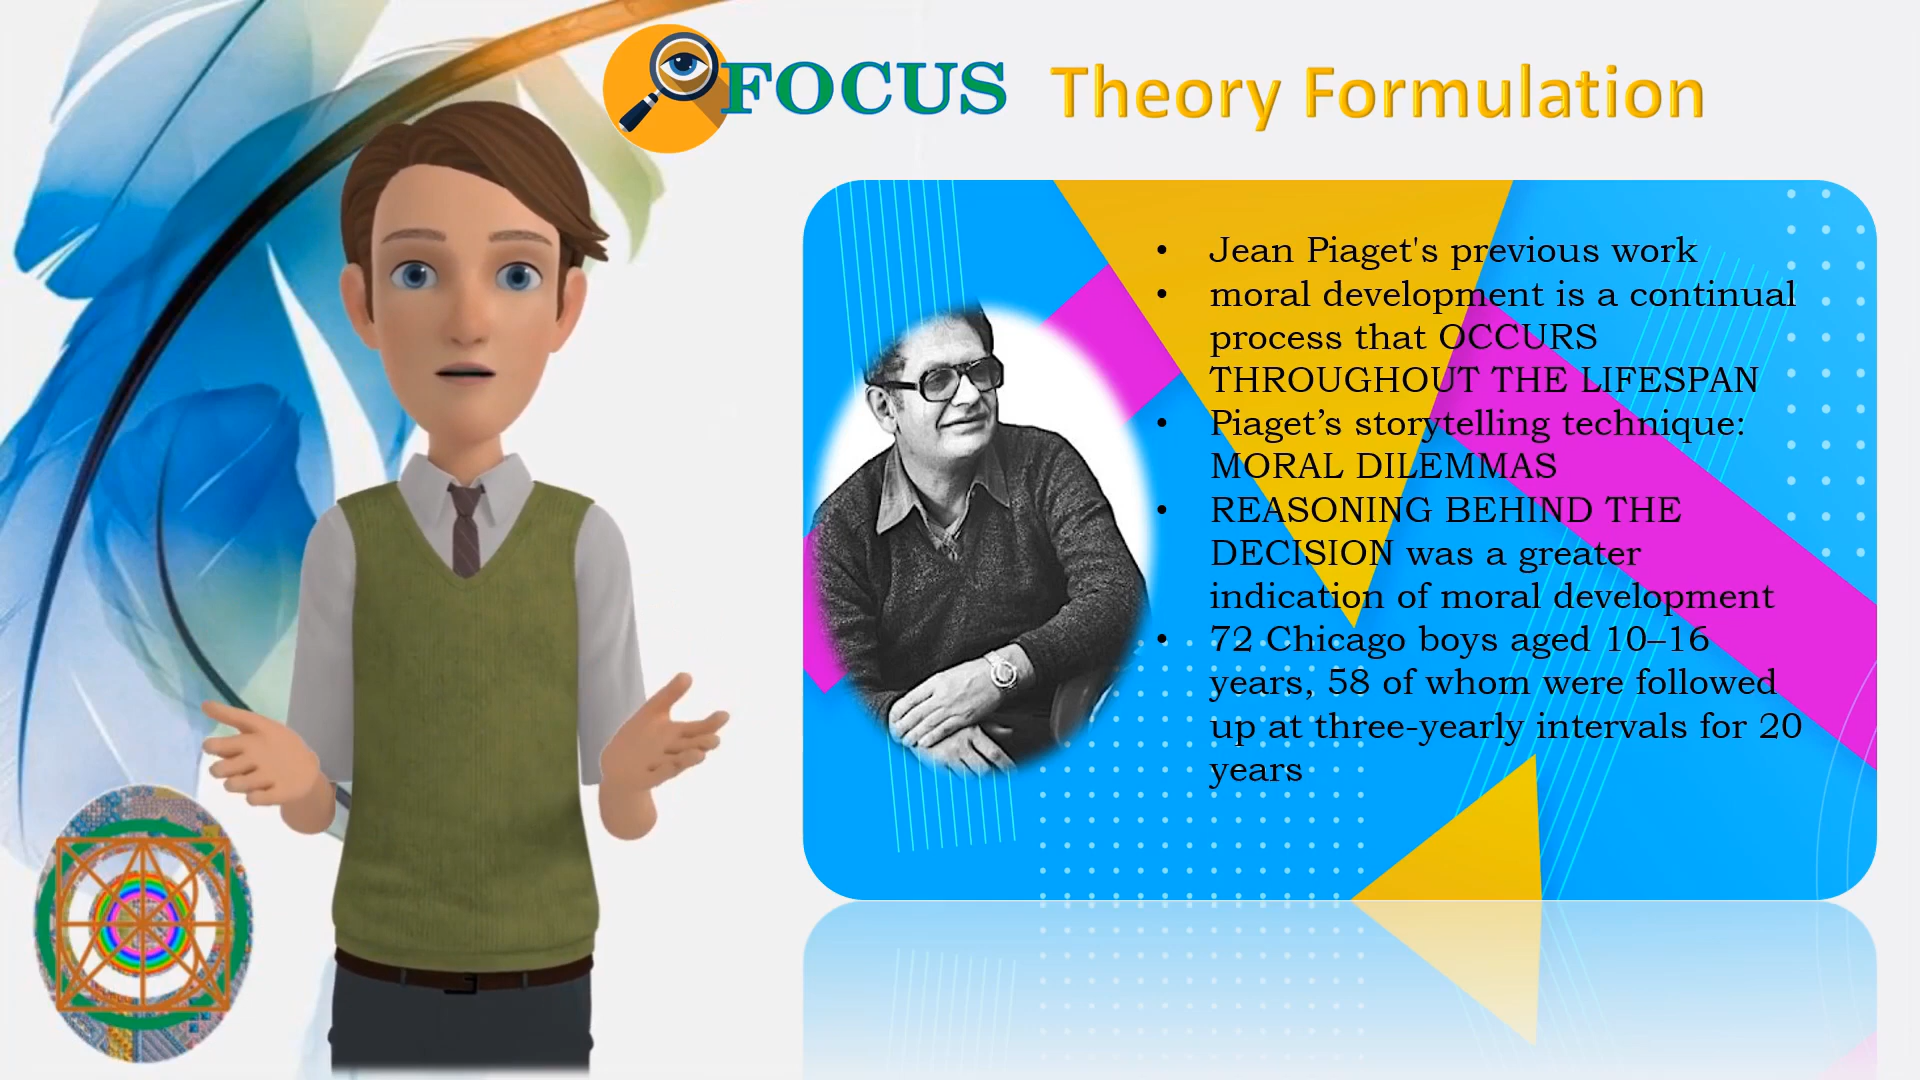 FOCUS Theory Formulation
• Jean Piaget's previous work
• moral development is a continual
process that OCCURS
THROUGHOUT THE LIFESPAN
• Piaget’s storytelling technique:
MORAL DILEMMAS
• REASONING BEHIND THE
DECISION was a greater
indication of moral development
• 72 Chicago boys aged 10–16
years, 58 of whom were followed
up at three-yearly intervals for 20
years